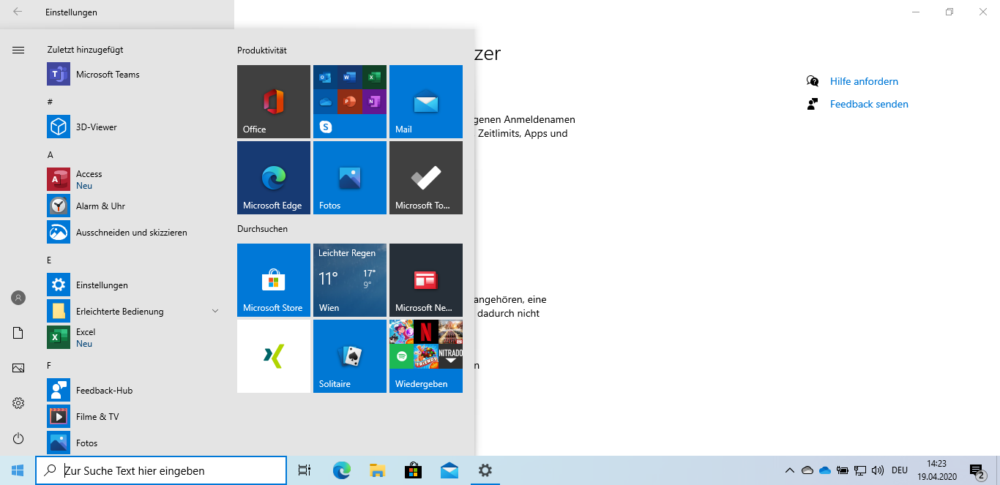 Einstellungen
Zuletzt hinzugefügt
Microsoft Teams
#
3D-Viewer
A
Access
Neu
Alarm & Uhr
Ausschneiden und skizzieren
E
Einstellungen
Erleichterte Bedienung
Excel
Neu
F
Feedback-Hub
Filme & TV
Fotos
Produktivität
Office
Mail
Microsoft Edge
Fotos
Microsoft To...
Durchsuchen
Microsoft Store
Leichter Regen
11°
17°
9°
Wien
Microsoft Ne...
Solitaire
NITRADO
Wiedergeben
zer
genen Anmeldenamen
Zeitlimits, Apps und
angehören, eine
dadurch nicht
n
Hilfe anfordern
Feedback senden
Zur Suche Text hier eingeben
DEU
14:23
19.04.2020
2